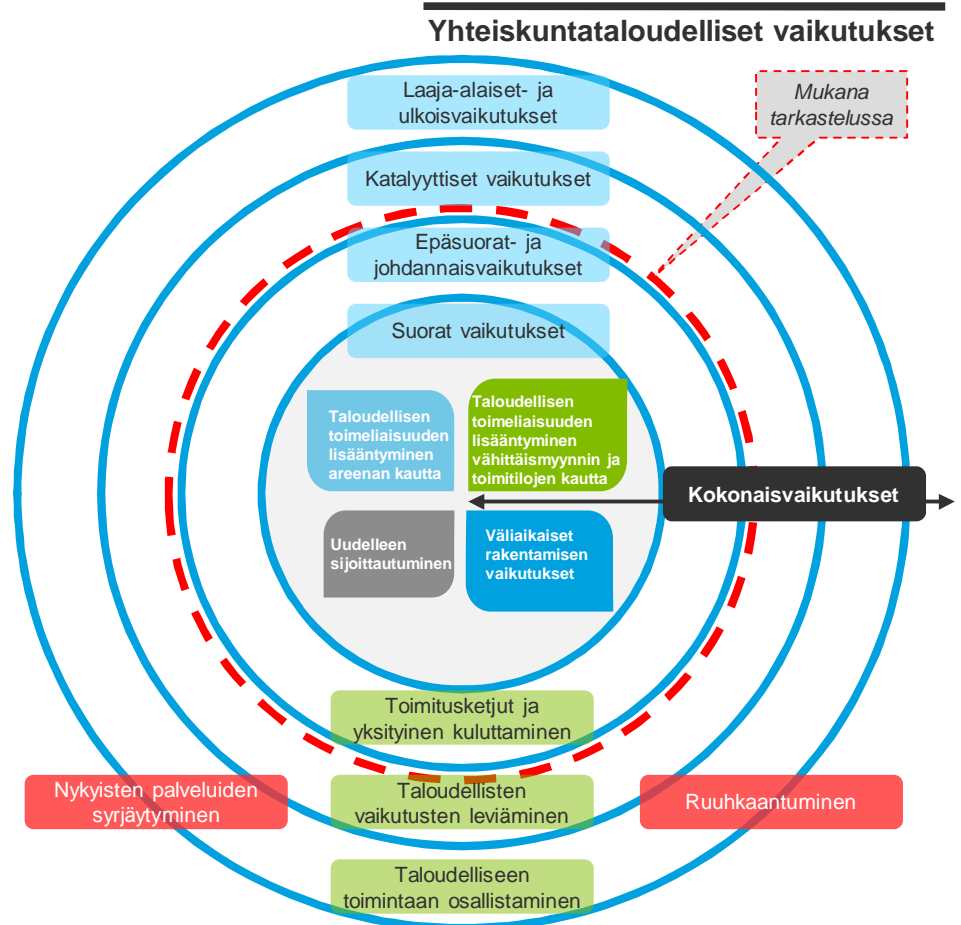 Yhteiskuntataloudelliset vaikutukset
Laaja-alaiset- ja
ulkoisvaikutukset
Mukana
tarkastelussa
Katalyyttiset vaikutukset
Epäsuorat- ja
johdannaisvaikutukset
Suorat vaikutukset
Taloudellisen
toimeliaisuuden
lisääntyminen
areenan kautta
Taloudellisen
toimeliaisuuden
lisääntyminen
vähittäismyynnin ja
toimitilojen kautta
Kokonaisvaikutukset
Uudelleen
sijoittautuminen
Väliaikaiset
rakentamisen
vaikutukset
Toimitusketjut ja
yksityinen kuluttaminen
Nykyisten palveluiden
syrjäytyminen
Taloudellisten
vaikutusten leviäminen
Ruuhkaantuminen
Taloudelliseen
toimintaan osallistaminen